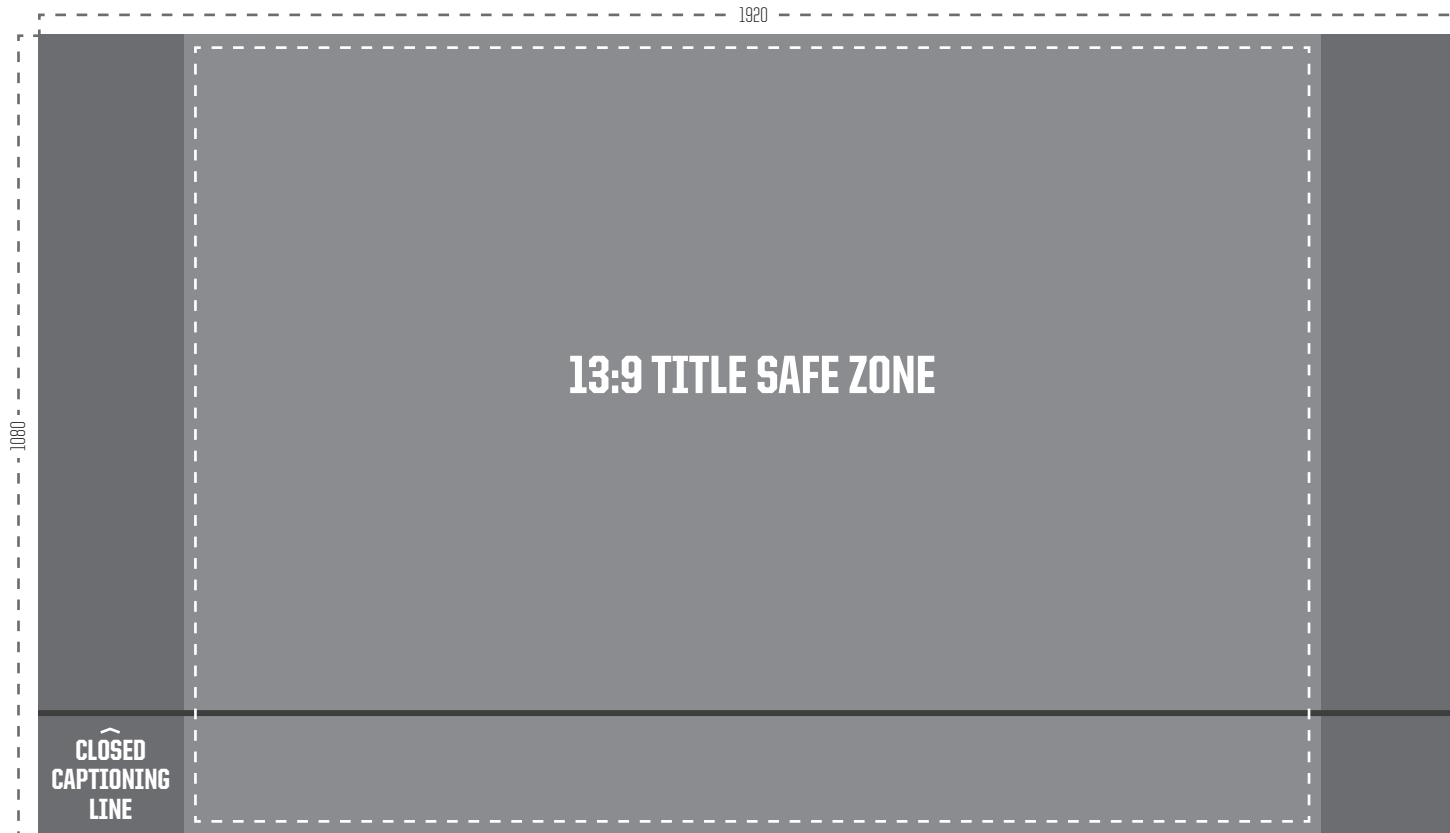 1920
13:9 TITLE SAFE ZONE
1080
CLOSED
CAPTIONING
LINE